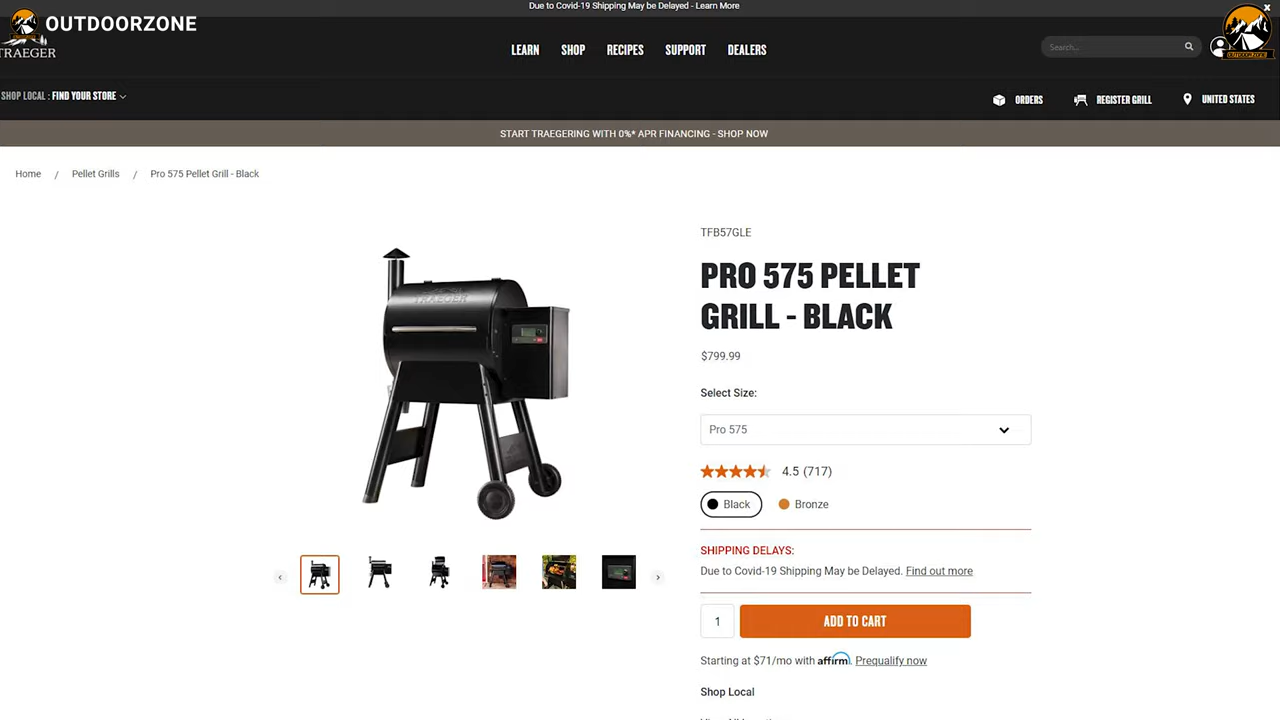 Due to Covid-19 Shipping May be Delayed - Learn More
x
OUTDOORZONE
TRAEGER
LEARN SHOP RECIPES SUPPORT DEALERS
Search...
OUTDOORZONE
SHOP LOCAL : FIND YOUR STORE
ORDERS REGISTER GRILL UNITED STATES
START TRAEGERING WITH 0%* APR FINANCING - SHOP NOW
Home / Pellet Grills / Pro 575 Pellet Grill - Black
TFB57GLE
PRO 575 PELLET
GRILL - BLACK
$799.99
Select Size:
Pro 575
4.5 (717)
Black Bronze
SHIPPING DELAYS:
Due to Covid-19 Shipping May be Delayed. Find out more
1 ADD TO CART
Starting at $71/mo with affirm. Prequalify now
Shop Local
TRAEGER